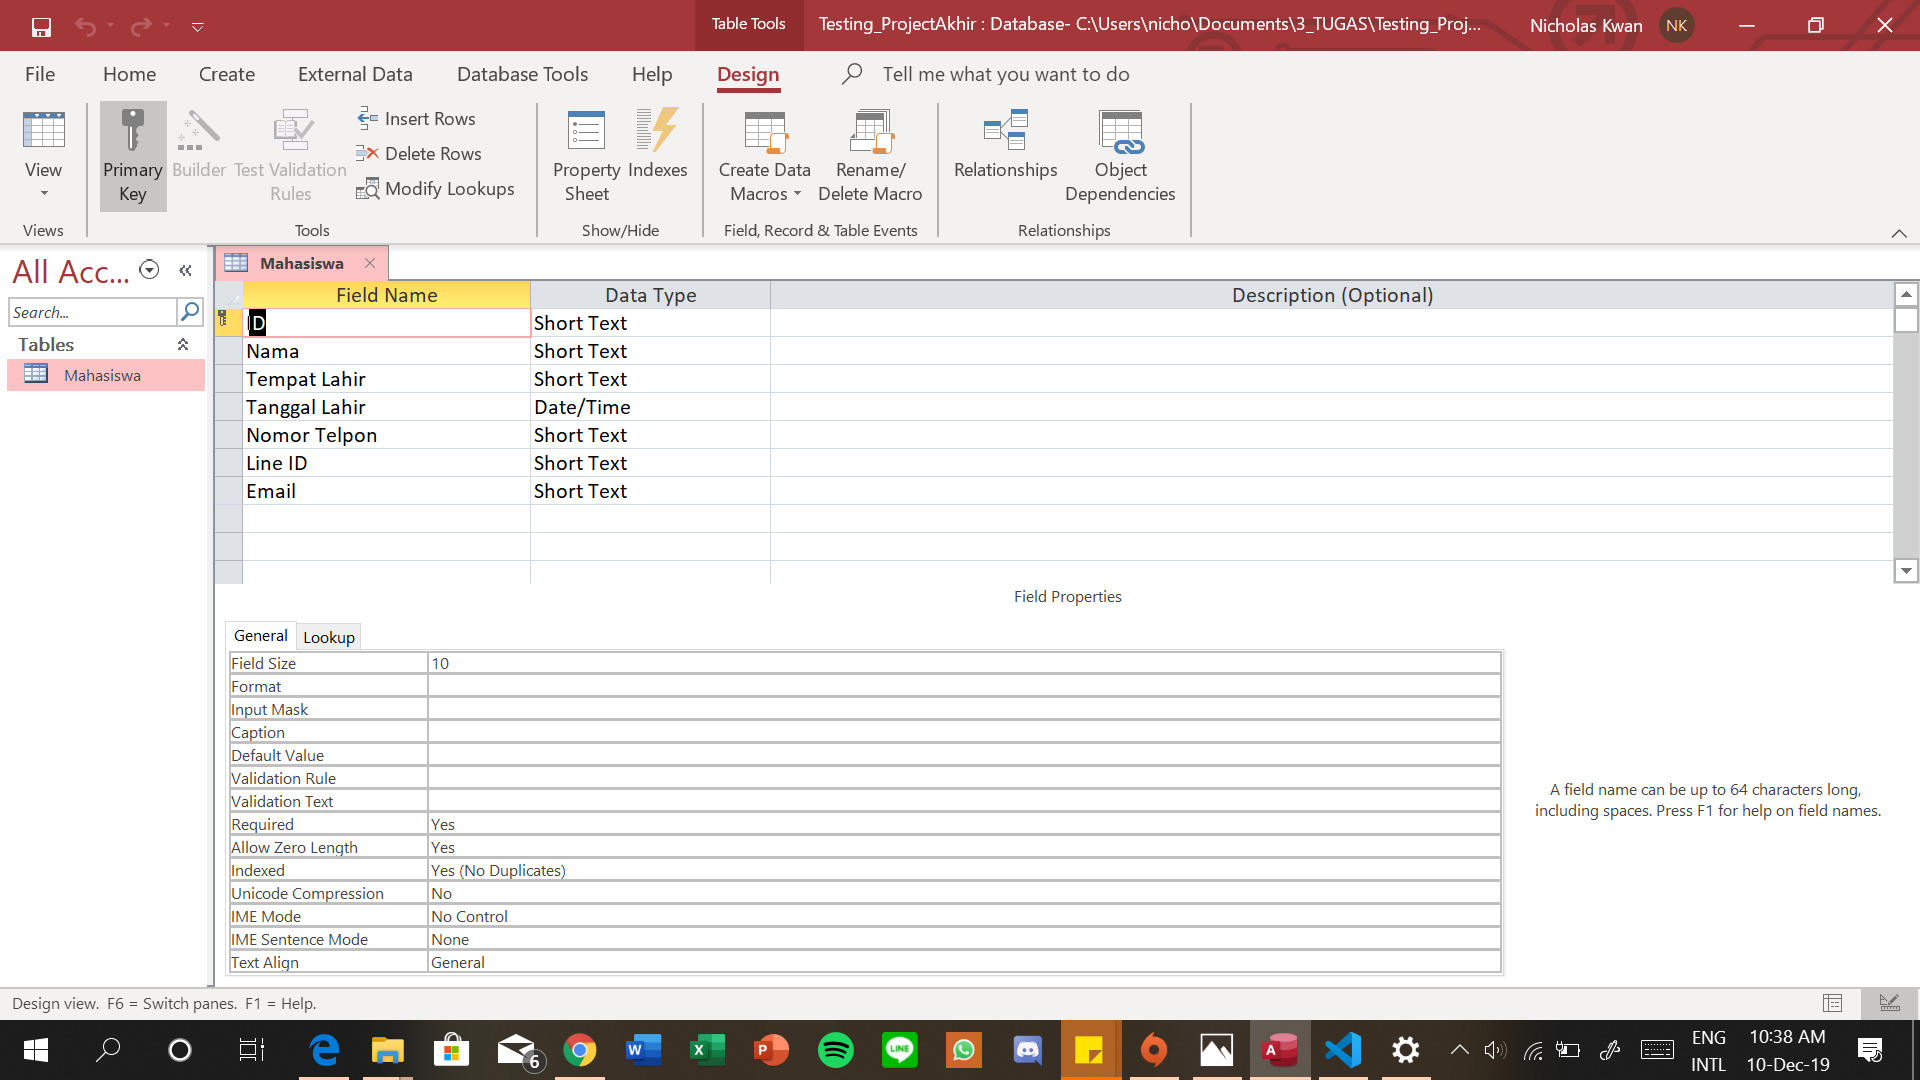 Table Tools
Testing_ProjectAkhir : Database- C:\Users\nicho\Documents\3_TUGAS\Testing_Proj...
Nicholas Kwan
NK
File
Home
Create
External Data
Database Tools
Help
Design
Tell me what you want to do
View
Primary Key
Builder
Test Validation Rules
Insert Rows
Delete Rows
Modify Lookups
Property Sheet
Indexes
Create Data Macros
Rename/ Delete Macro
Relationships
Object Dependencies
Views
Tools
Show/Hide
Field, Record & Table Events
Relationships
All Acc...
Search...
Tables
Mahasiswa
Mahasiswa
Field Name Data Type Description (Optional)
ID Short Text
Nama Short Text
Tempat Lahir Short Text
Tanggal Lahir Date/Time
Nomor Telpon Short Text
Line ID Short Text
Email Short Text
Field Properties
General Lookup
Field Size 10
Format
Input Mask
Caption
Default Value
Validation Rule
Validation Text
Required Yes
Allow Zero Length Yes
Indexed Yes (No Duplicates)
Unicode Compression No
IME Mode No Control
IME Sentence Mode None
Text Align General
A field name can be up to 64 characters long,
including spaces. Press F1 for help on field names.
Design view. F6 = Switch panes. F1 = Help.
6
LINE
ENG
INTL
10:38 AM
10-Dec-19